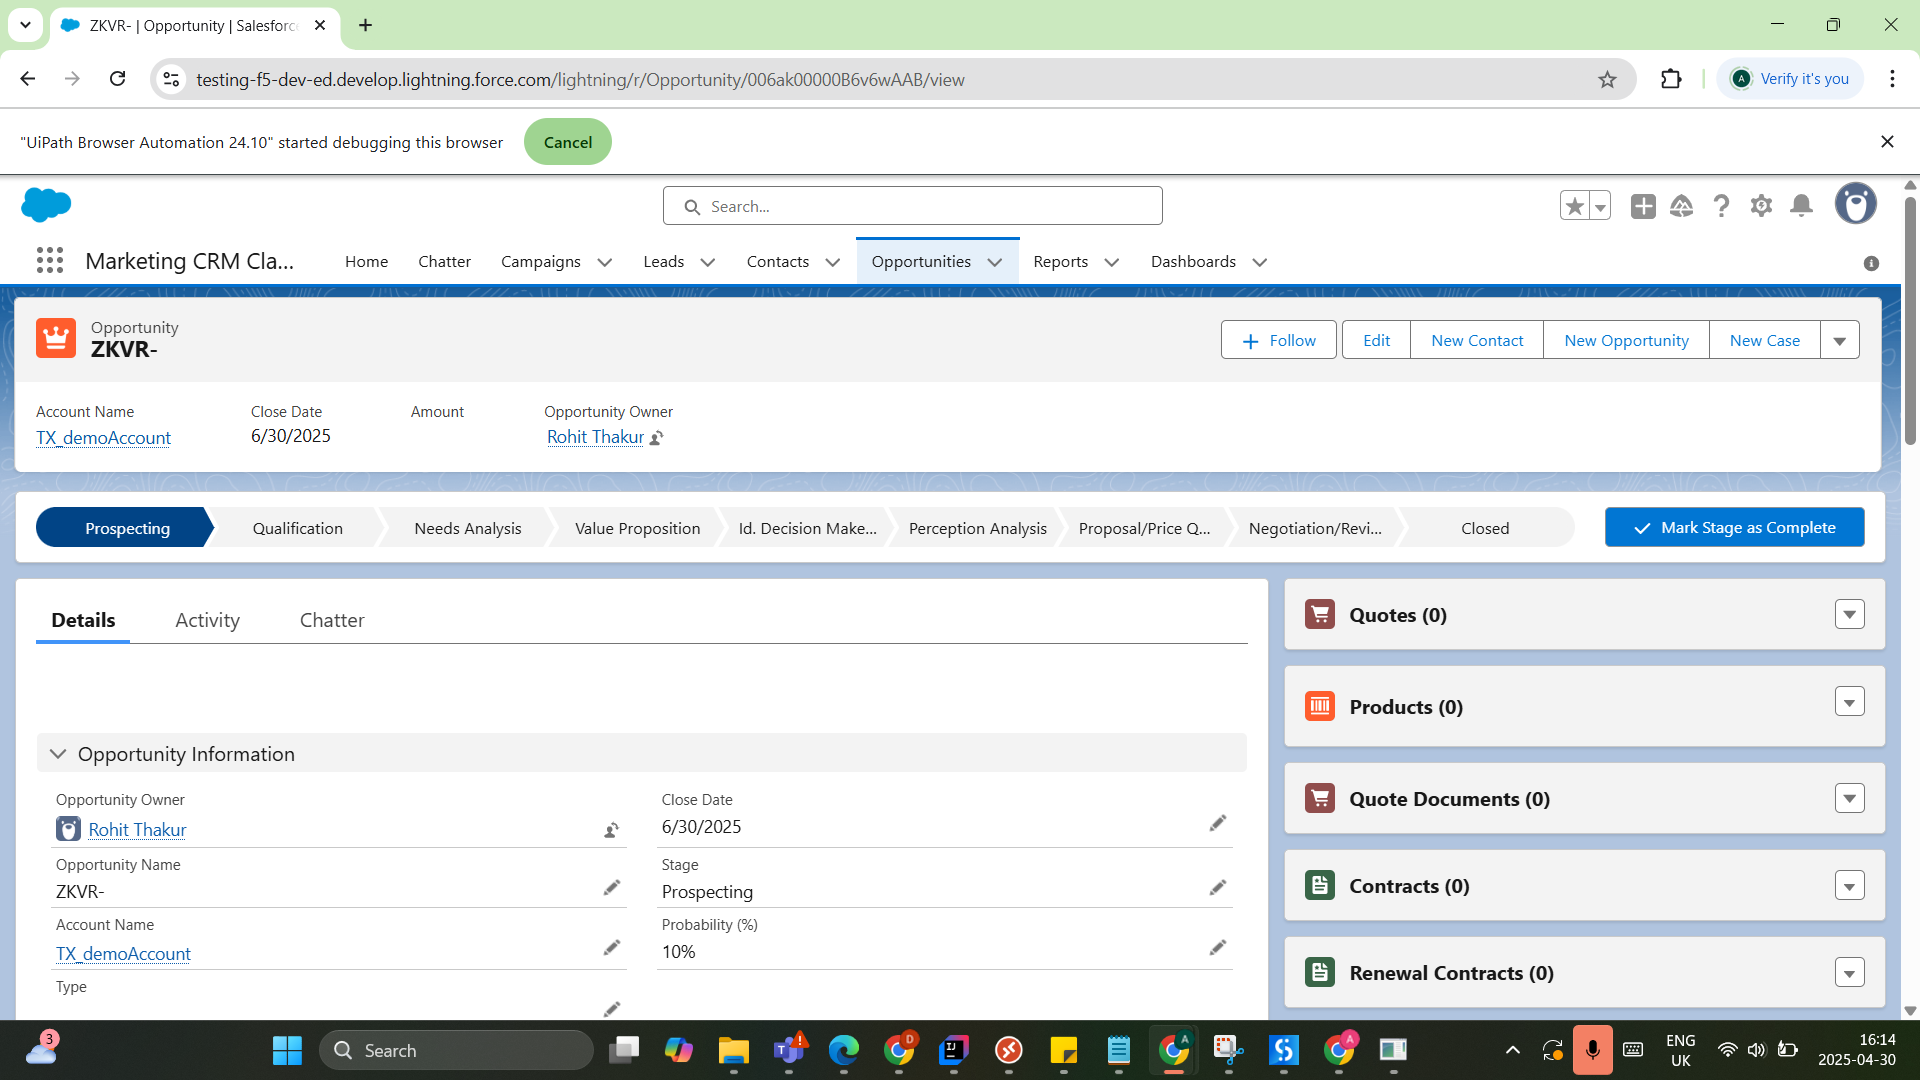 ZKVR- | Opportunity | Salesforc
testing-f5-dev-ed.develop.lightning.force.com/lightning/r/Opportunity/006ak00000B6v6wAAB/view
A
Verify it's you
"UiPath Browser Automation 24.10" started debugging this browser
Cancel
Search...
Marketing CRM Cla...
Home
Chatter
Campaigns
Leads
Contacts
Opportunities
Reports
Dashboards
Opportunity
ZKVR-
Follow
Edit
New Contact
New Opportunity
New Case
Account Name
TX_demoAccount
Close Date
6/30/2025
Amount
Opportunity Owner
Rohit Thakur
Prospecting
Qualification
Needs Analysis
Value Proposition
Id. Decision Make...
Perception Analysis
Proposal/Price Q...
Negotiation/Revi...
Closed
Mark Stage as Complete
Details
Activity
Chatter
Opportunity Information
Opportunity Owner
Rohit Thakur
Close Date
6/30/2025
Opportunity Name
ZKVR-
Stage
Prospecting
Account Name
TX_demoAccount
Probability (%)
10%
Type
Quotes (0)
Products (0)
Quote Documents (0)
Contracts (0)
Renewal Contracts (0)
3
Search
D
A
A
ENG
UK
16:14
2025-04-30